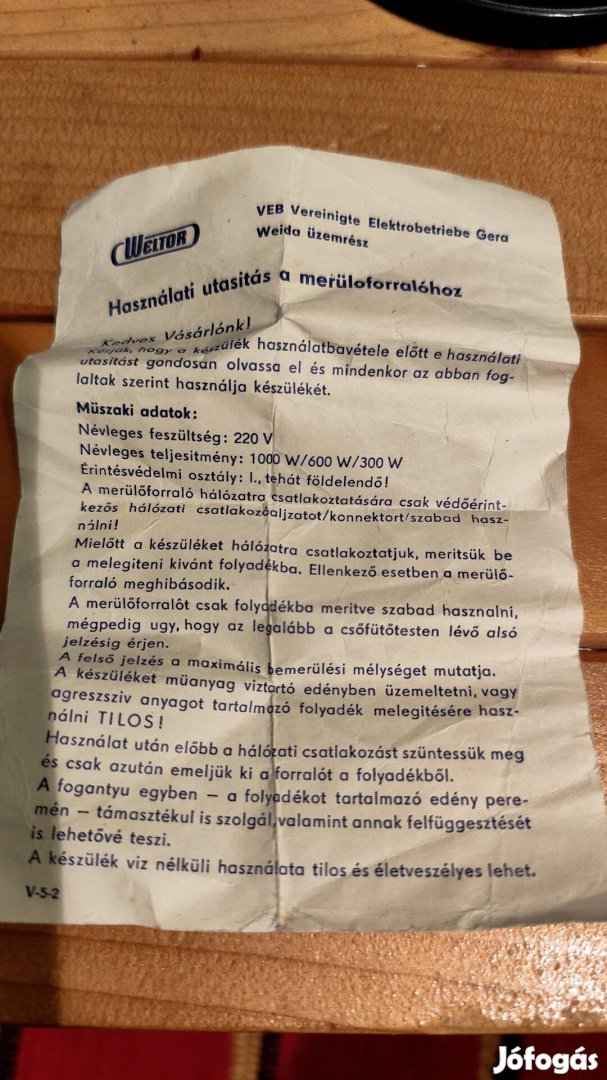 WELTOR
VEB Vereinigte Elektrobetriebe Gera
Weida üzemrész
Használati utasitás a merüloforralóhoz
Kedves Vásárlónk!
Kérjük, hogy a készülék használatbavétele előtt e használati
utasitást gondosan olvassa el és mindenkor az abban fog-
laltak szerint használja készülékét.
Müszaki adatok:
Névleges feszültség: 220 V
Névleges teljesitmény: 1000 W/600 W/300 W
Érintésvédelmi osztály: I., tehát földelendő!
A merülőforraló hálózatra csatlakoztatására csak védőérint-
kezős hálózati csatlakozóaljzatot/konnektort/szabad hasz-
nálni!
Mielőtt a készüléket hálózatra csatlakoztatjuk, meritsük be
a melegiteni kivánt folyadékba. Ellenkező esetben a merülő-
forraló meghibásodik.
A merülőforralót csak folyadékba meritve szabad hasznalni,
mégpedig ugy, hogy az legalább a csőfütőtesten lévő alsó
jelzésig érjen.
A felső jelzés a maximális bemerülési mélységet mutatja.
A készüléket müanyag viztartó edényben üzemeltetni, vagy
agreszsziv anyagot tartalmazó folyadék melegitésére hasz-
nálni TILOS!
Használat után előbb a hálózati csatlakozást szüntessük meg
és csak azután emeljük ki a forralót a folyadékből.
A fogantyu egyben – a folyadékot tartalmazó edény pere-
mén – támasztékul is szolgál, valamint annak felfüggesztését
is lehetővé teszi.
A készülék viz nélküli használata tilos és életveszélyes lehet.
V-5-2
Jófogás